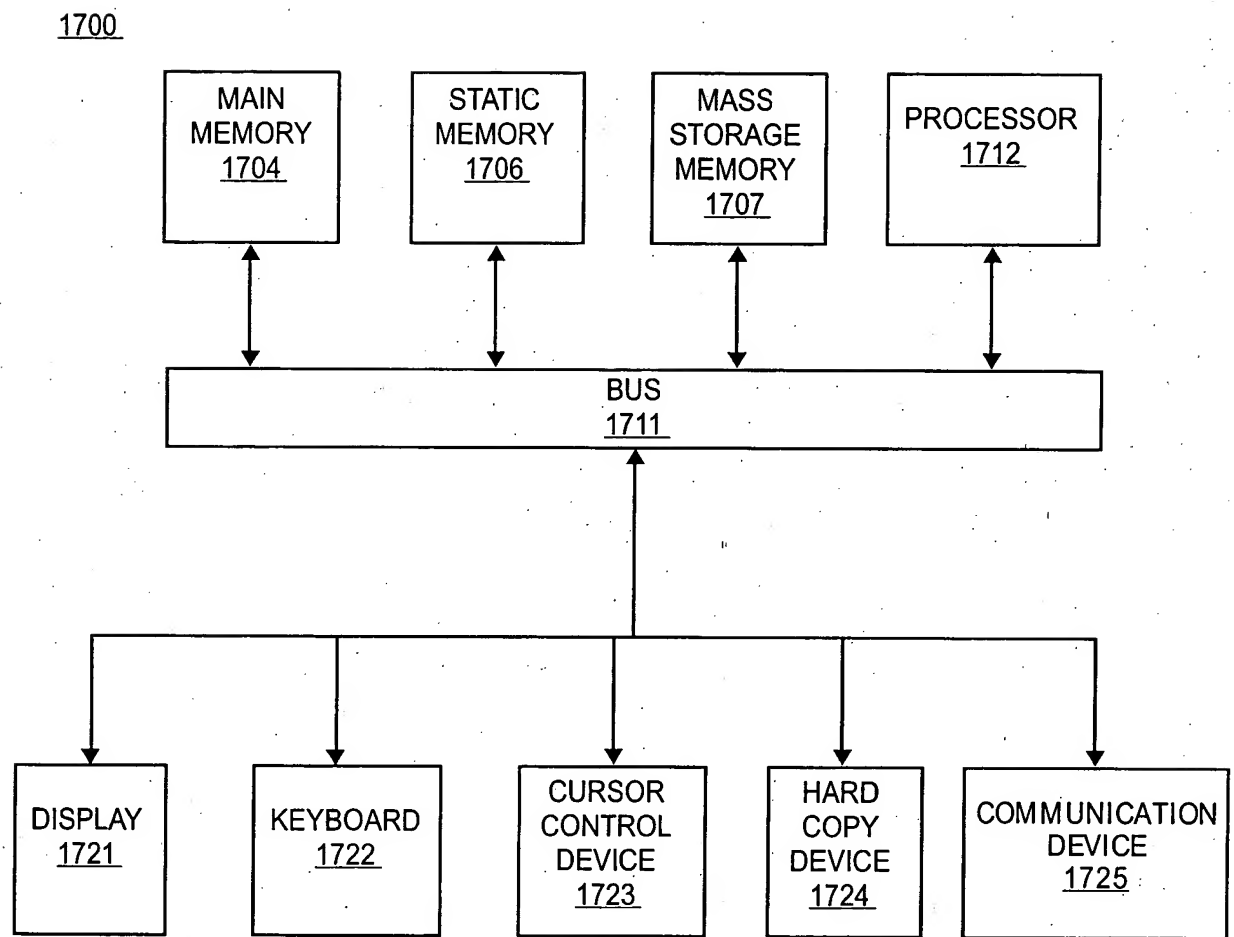 1700
MAIN
MEMORY
1704
STATIC
MEMORY
1706
MASS
STORAGE
MEMORY
1707
PROCESSOR
1712
BUS
1711
DISPLAY
1721
KEYBOARD
1722
CURSOR
CONTROL
DEVICE
1723
HARD
COPY
DEVICE
1724
COMMUNICATION
DEVICE
1725